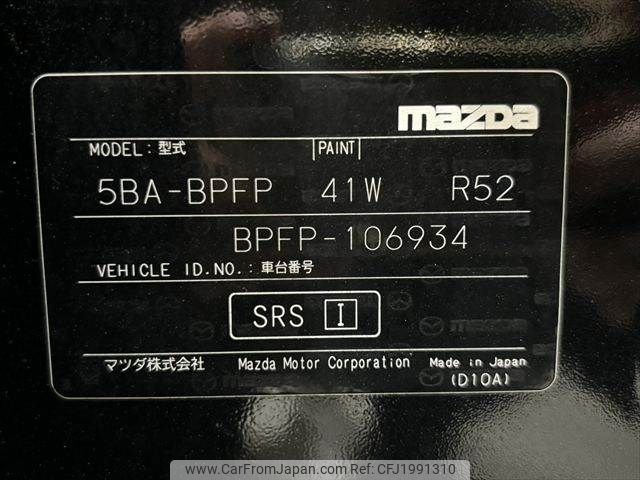 mazda
MODEL: 型式 PAINT
5BA-BPFP 41W R52
BPFP-106934
VEHICLE ID.NO.: 車台番号
SRS I
マツダ株式会社 Mazda Motor Corporation Made in Japan
(D10A)
www.CarFromJapan.com | ID:CFJ1991310